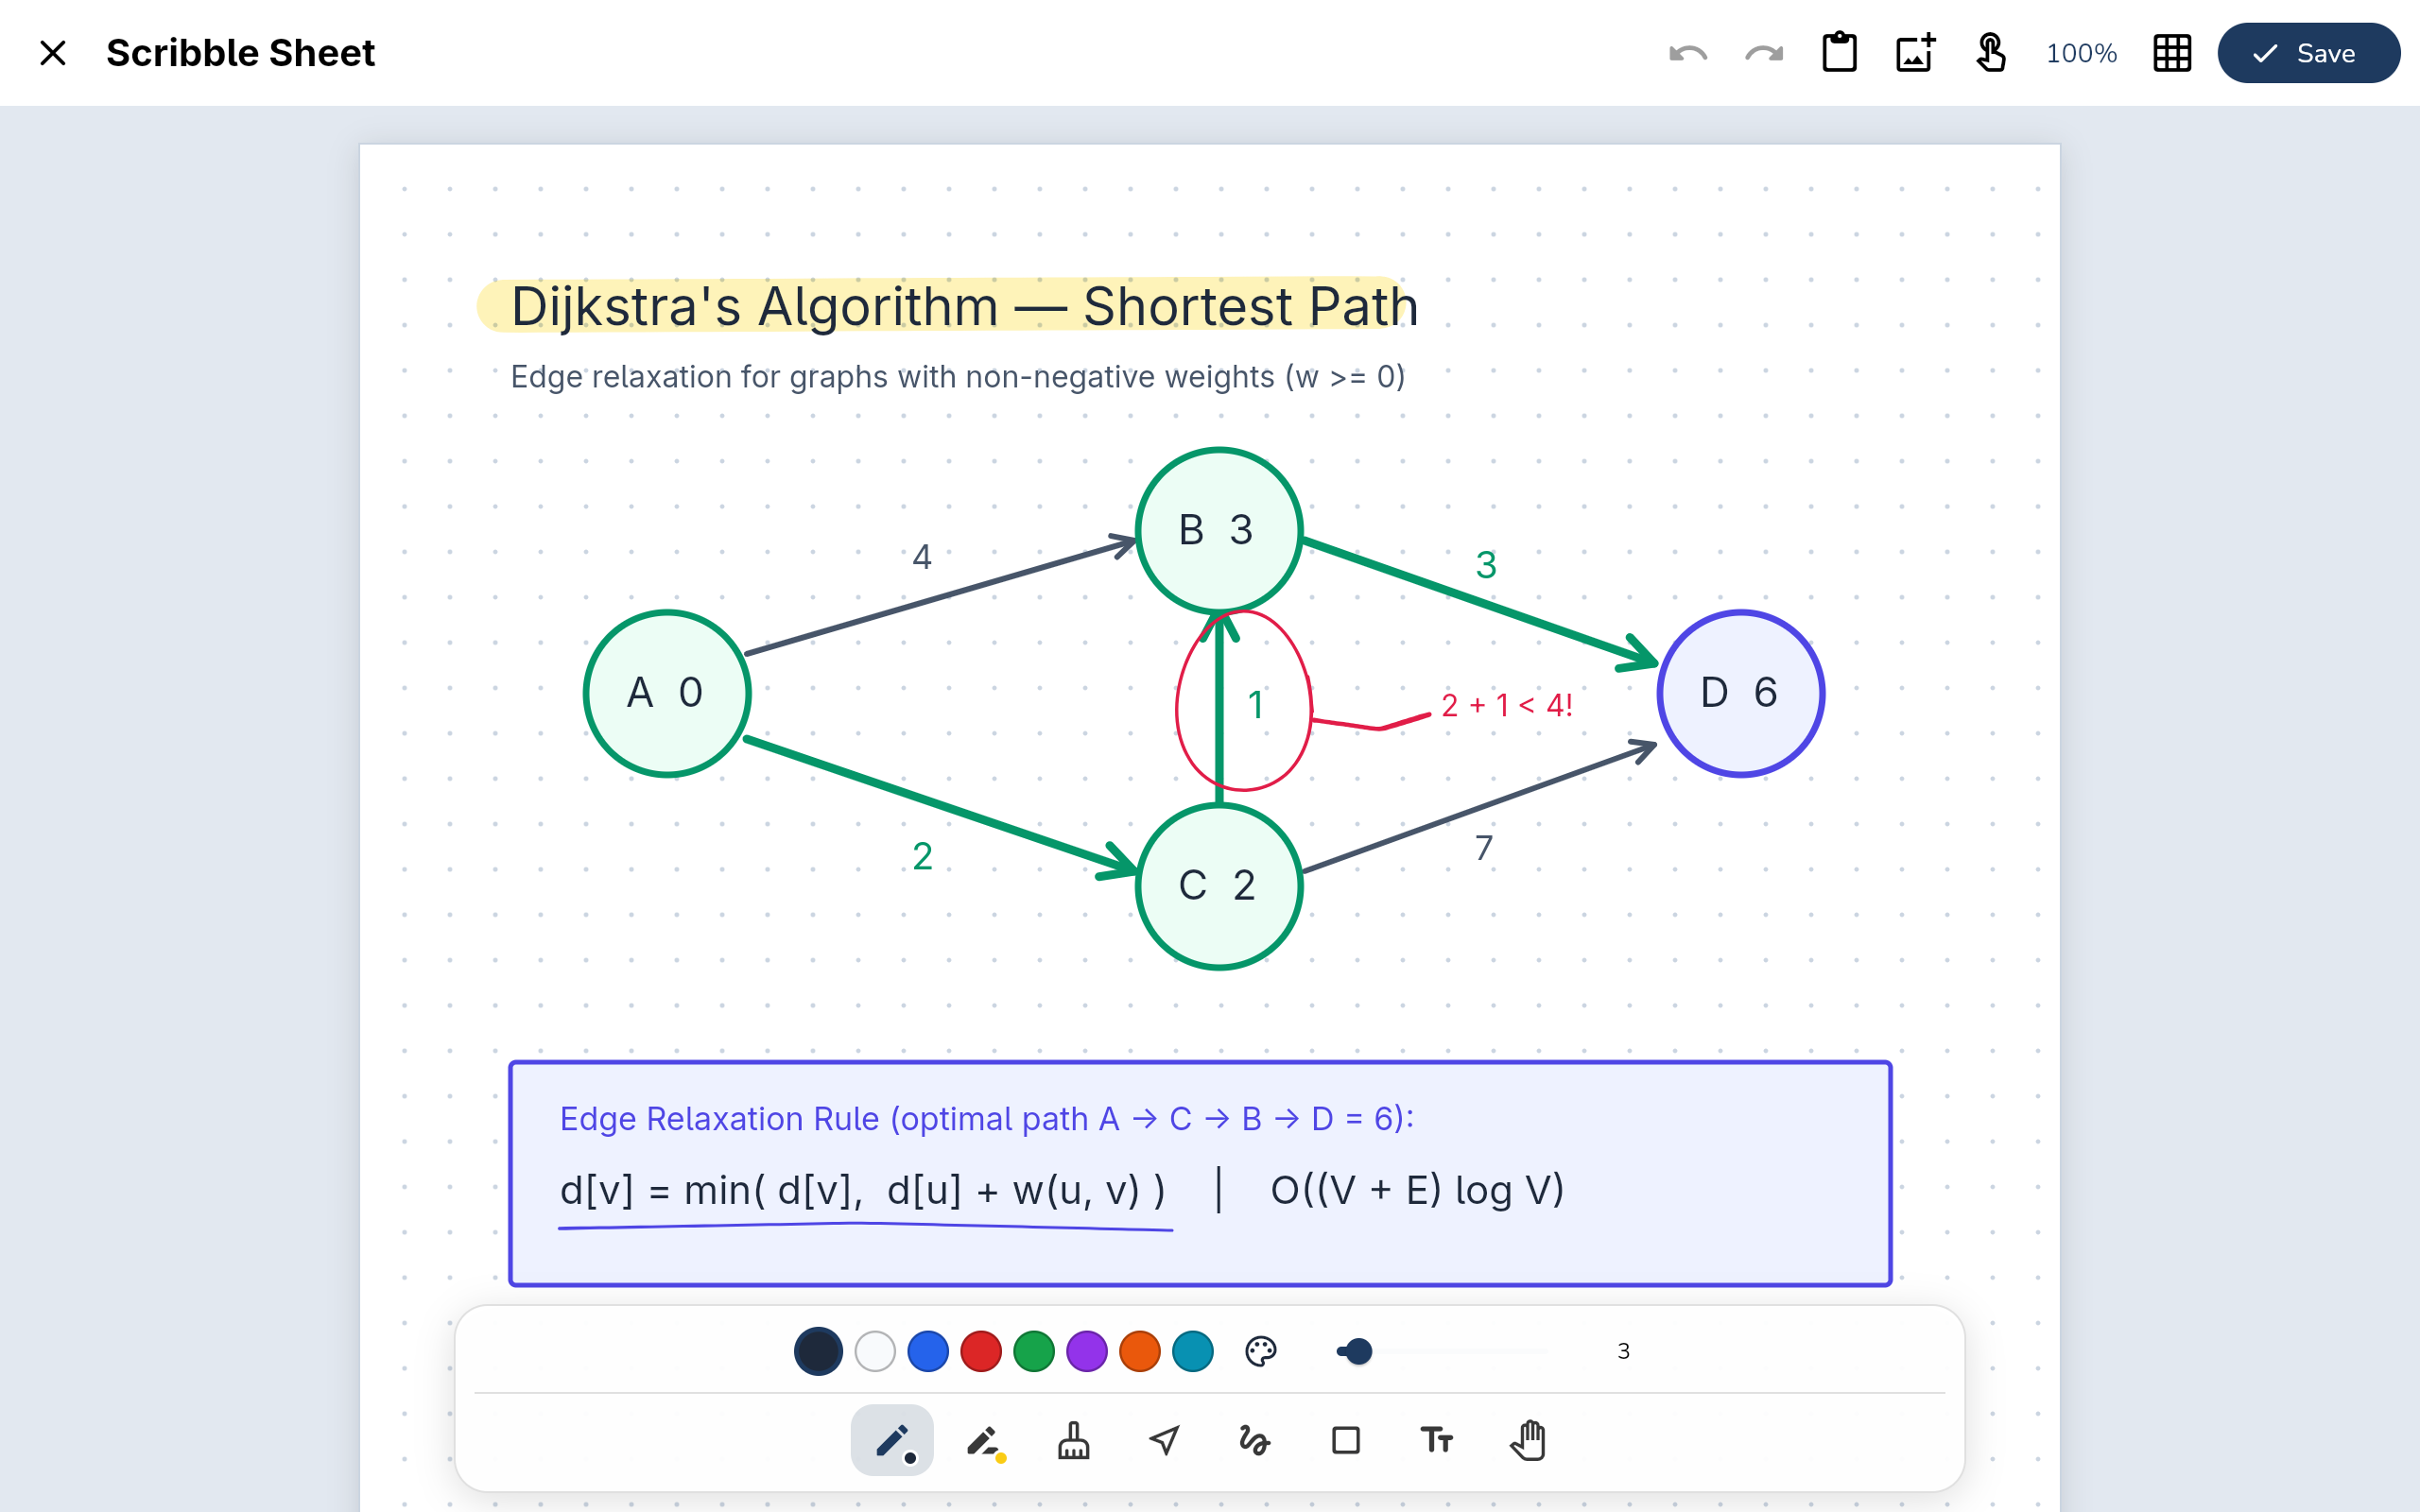 Scribble Sheet
100%
Save
Dijkstra's Algorithm — Shortest Path
Edge relaxation for graphs with non-negative weights (w >= 0)
B 3
4
3
A 0
1
2 + 1 < 4!
D 6
2
C 2
7
Edge Relaxation Rule (optimal path A → C → B → D = 6):
d[v] = min( d[v], d[u] + w(u, v) ) | O((V + E) log V)
3
Tt